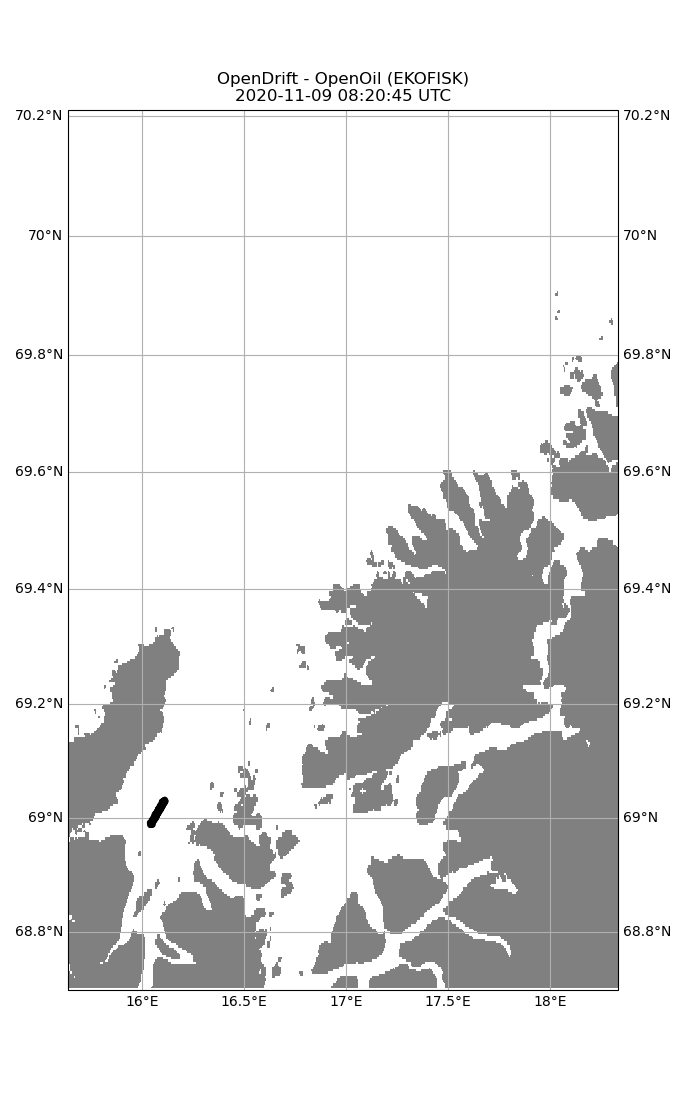 OpenDrift - OpenOil (EKOFISK)
2020-11-09 08:20:45 UTC
70.2°N 70.2°N
70°N 70°N
69.8°N 69.8°N
69.6°N 69.6°N
69.4°N 69.4°N
69.2°N 69.2°N
69°N 69°N
68.8°N 68.8°N
16°E 16.5°E 17°E 17.5°E 18°E